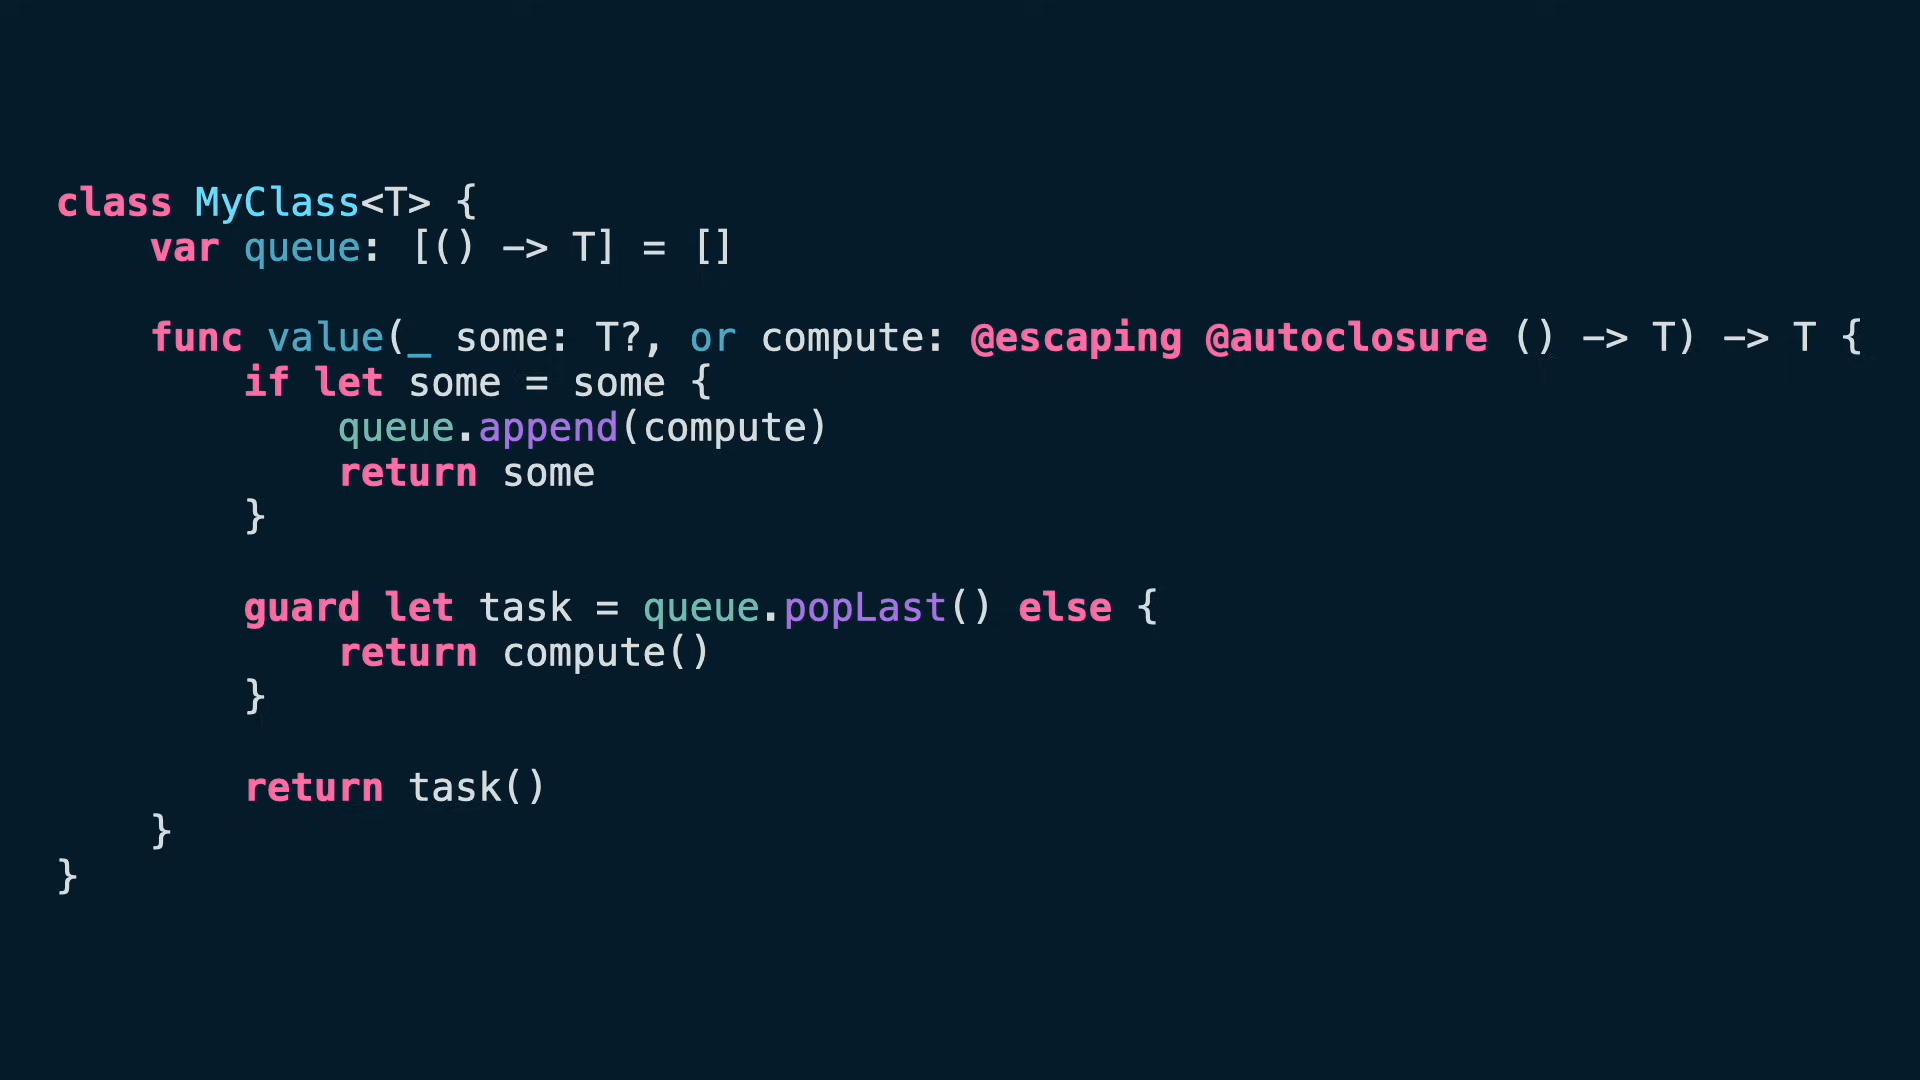 class MyClass<T> {
    var queue: [() -> T] = []

    func value(_ some: T?, or compute: @escaping @autoclosure () -> T) -> T {
        if let some = some {
            queue.append(compute)
            return some
        }

        guard let task = queue.popLast() else {
            return compute()
        }

        return task()
    }
}